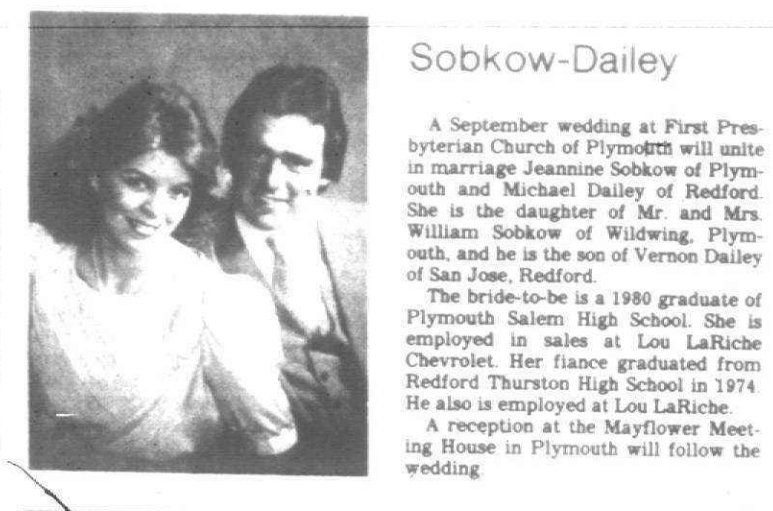 Sobkow-Dailey
A September wedding at First Pres-
byterian Church of Plymouth will unite
in marriage Jeannine Sobkow of Plym-
outh and Michael Dailey of Redford.
She is the daughter of Mr. and Mrs.
William Sobkow of Wildwing, Plym-
outh, and he is the son of Vernon Dailey
of San Jose, Redford.
The bride-to-be is a 1980 graduate of
Plymouth Salem High School. She is
employed in sales at Lou LaRiche
Chevrolet. Her fiance graduated from
Redford Thurston High School in 1974.
He also is employed at Lou LaRiche.
A reception at the Mayflower Meet-
ing House in Plymouth will follow the
wedding.